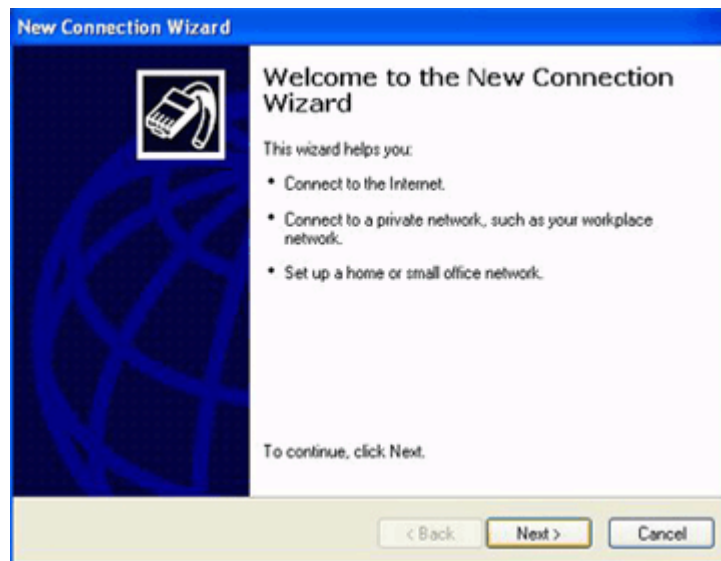 New Connection Wizard
Welcome to the New Connection
Wizard
This wizard helps you:
• Connect to the Internet.
• Connect to a private network, such as your workplace
network.
• Set up a home or small office network.
To continue, click Next.
< Back
Next >
Cancel